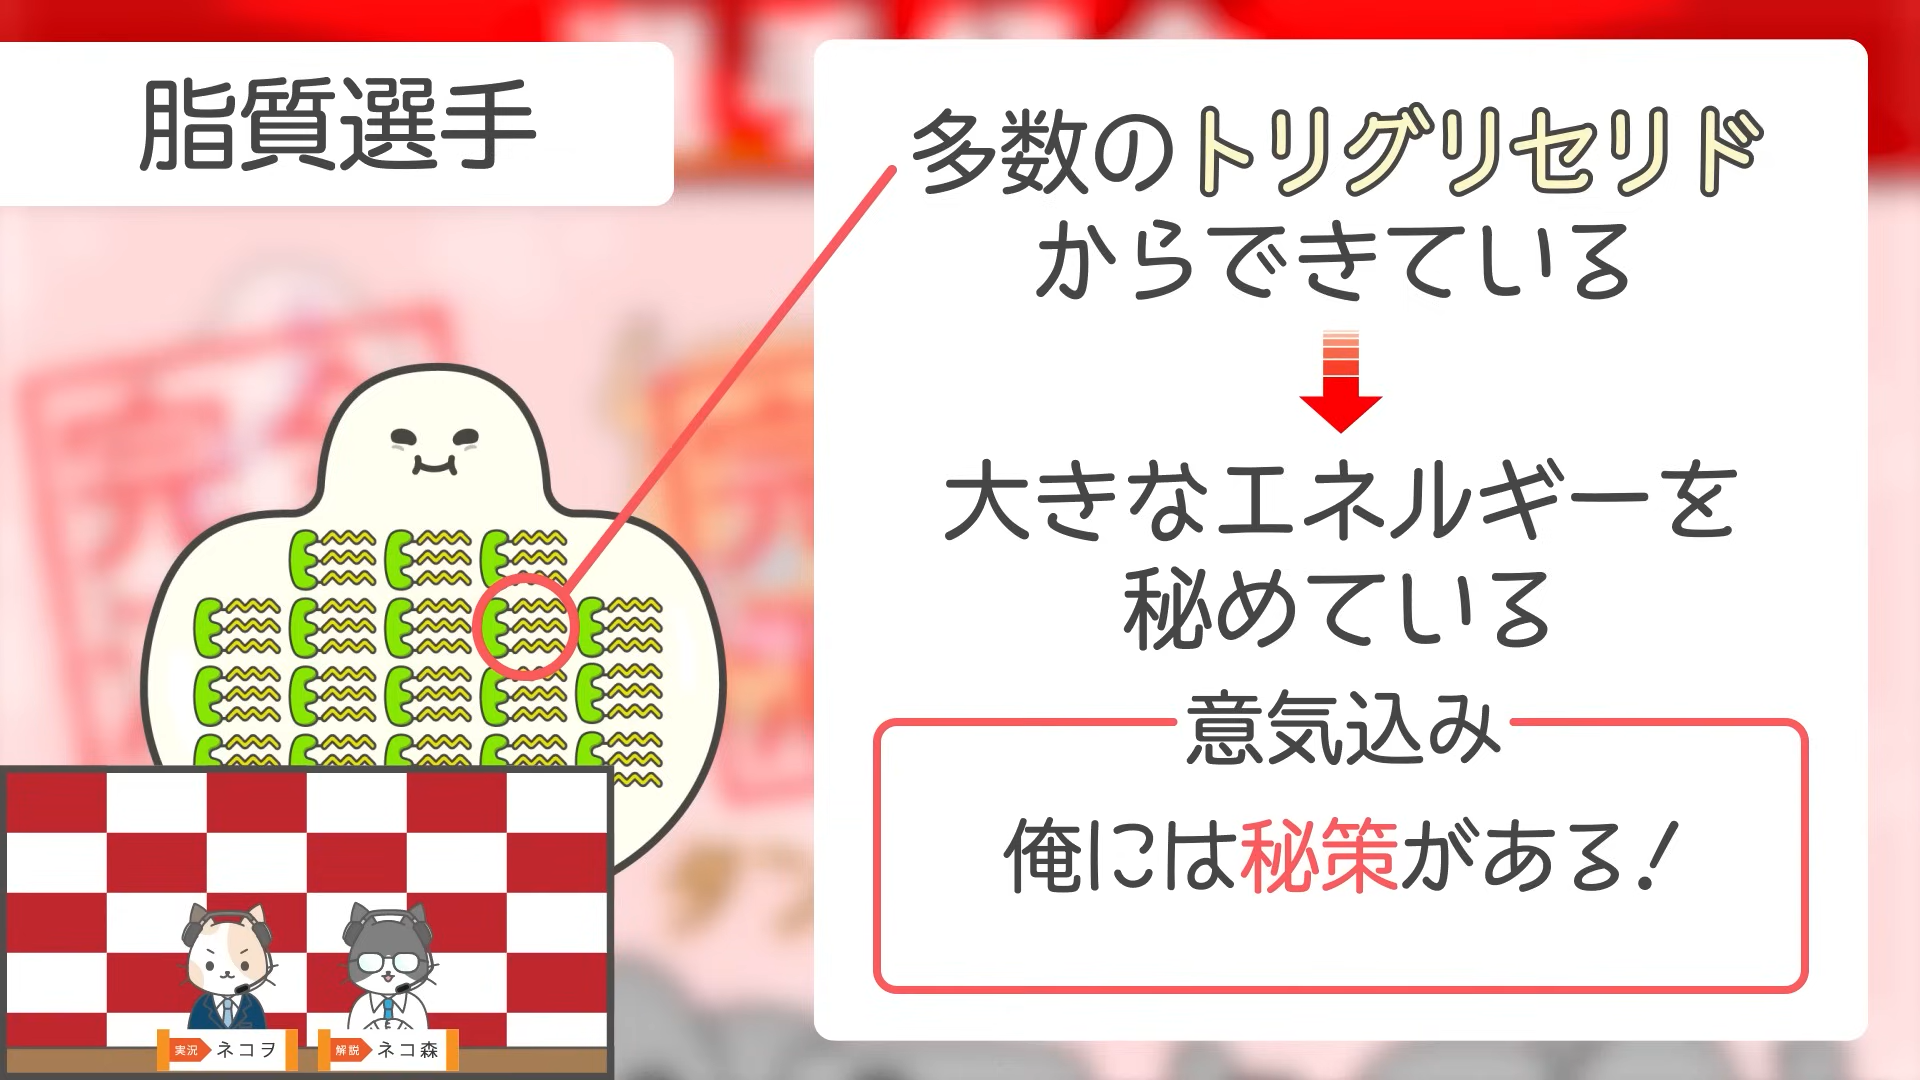 脂質選手
多数のトリグリセリド
からできている
大きなエネルギーを
秘めている
意気込み
俺には秘策がある!
実況 ネコヲ
解説 ネコ森